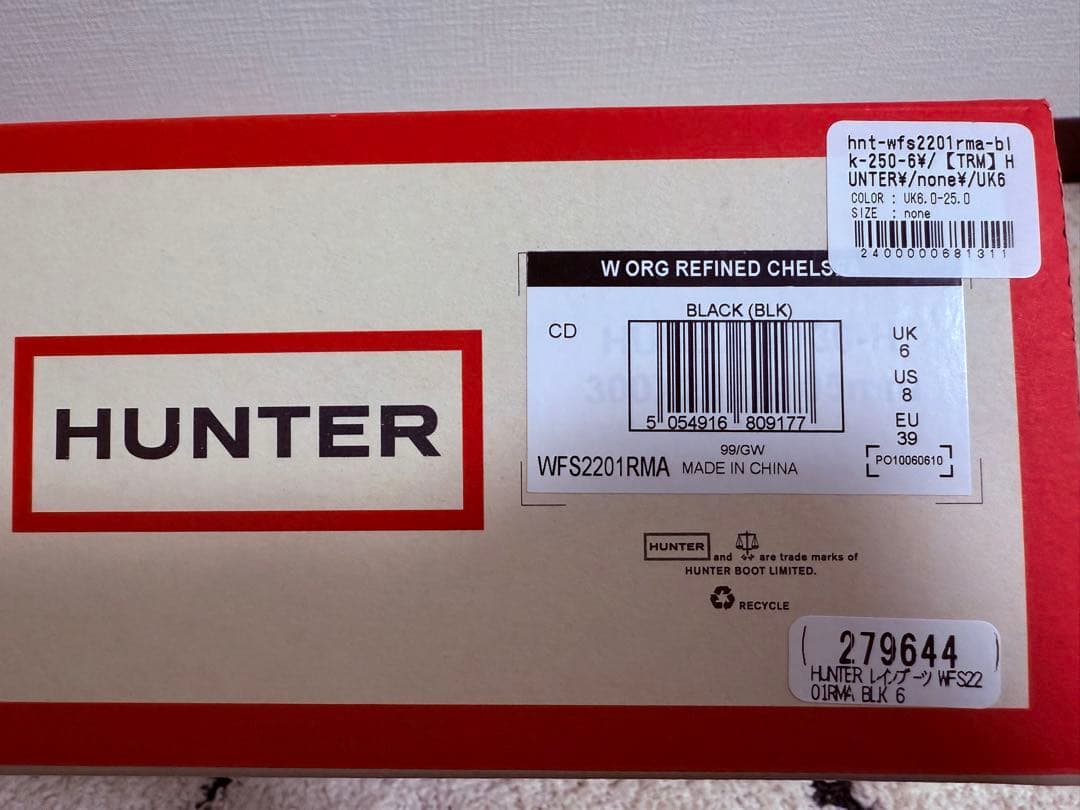 hnt-wfs2201rma-bl
k-250-6¥/【TRM】H
UNTER¥/none¥/UK6
COLOR : UK6.0-25.0
SIZE : none
2400000681311
W ORG REFINED
BLACK (BLK)
CD
UK
6
US
8
EU
39
5 054916 809177
99/GW
WFS2201RMA MADE IN CHINA
PO10060610
HUNTER
HUNTER and are trade marks of
HUNTER BOOT LIMITED.
RECYCLE
279644
HUNTER レインブーツ WFS22
01RMA BLK 6